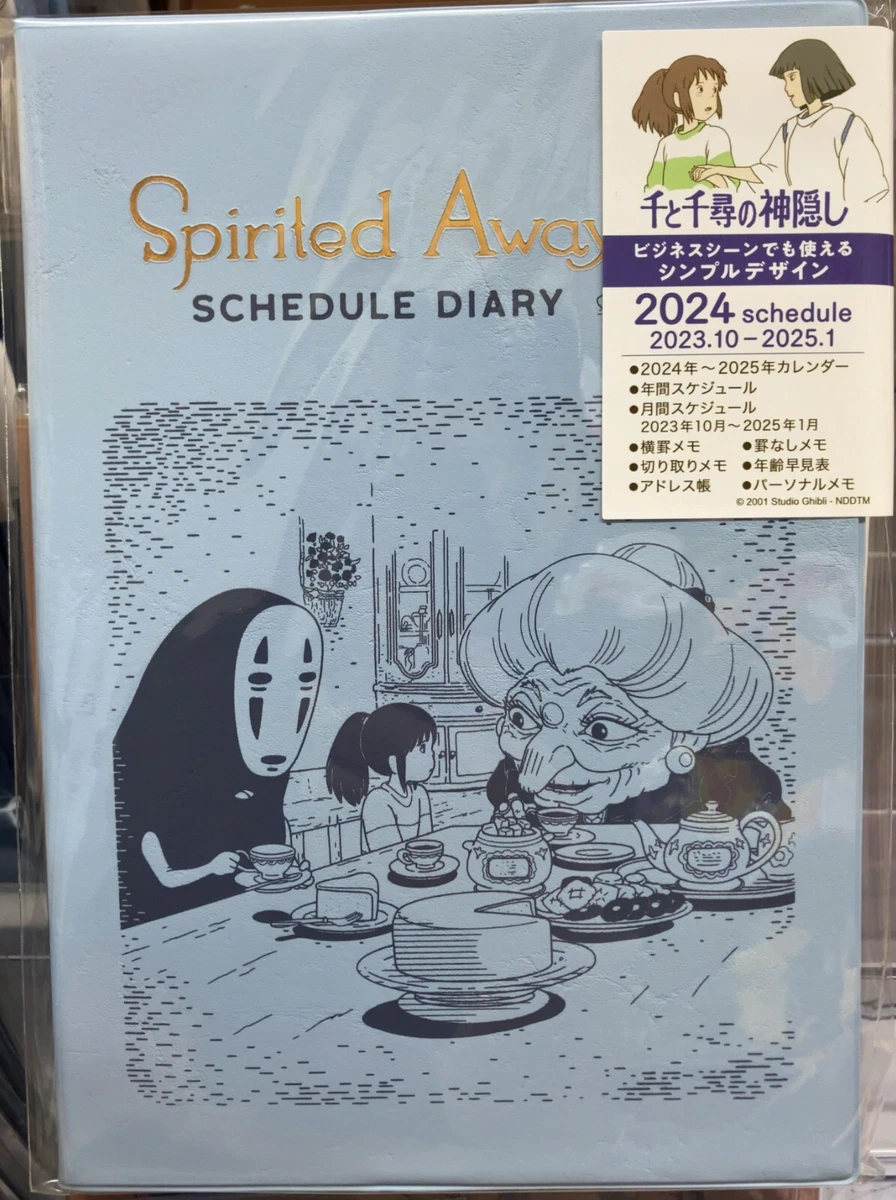 Spirited Away
SCHEDULE DIARY
千と千尋の神隠し
ビジネスシーンでも使える
シンプルデザイン
2024 schedule
2023.10－2025.1
●2024年～2025年カレンダー
●年間スケジュール
●月間スケジュール
2023年10月～2025年1月
●横罫メモ ●罫なしメモ
●切り取りメモ ●年齢早見表
●アドレス帳 ●パーソナルメモ
© 2001 Studio Ghibli - NDDTM